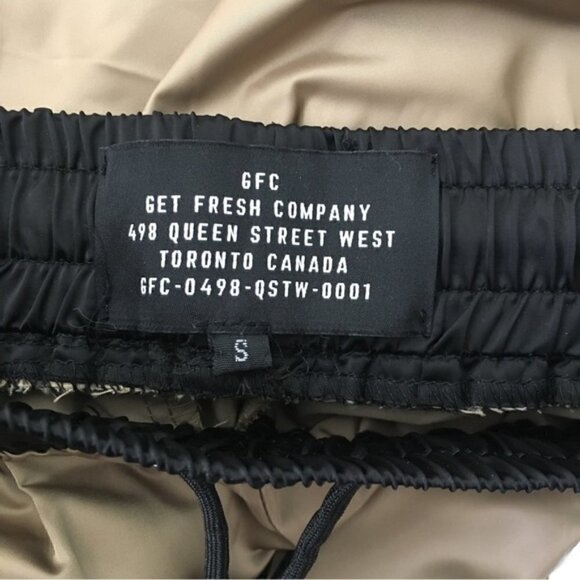 GFC
GET FRESH COMPANY
498 QUEEN STREET WEST
TORONTO CANADA
GFC-0498-QSTW-0001
S